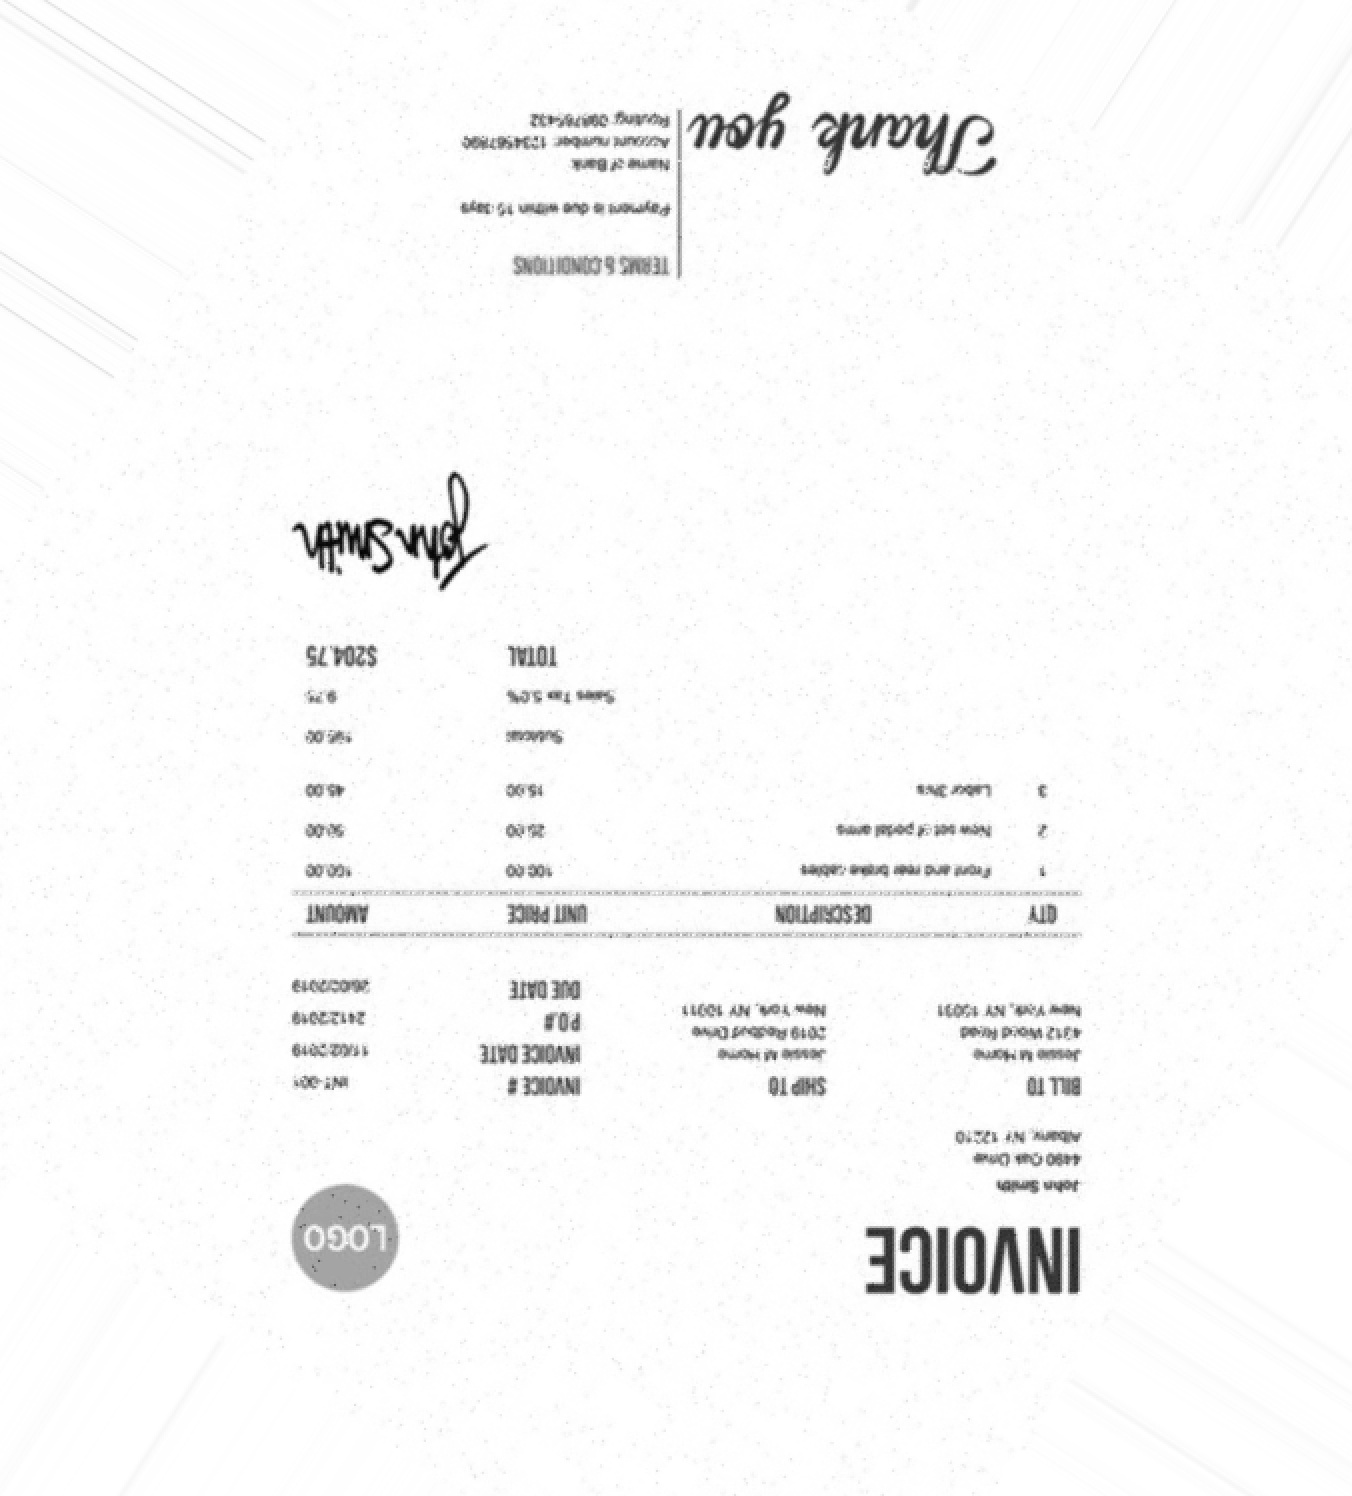 INVOICE
LOGO
John Smith
4490 Oak Drive
Albany, NY 12210
BILL TO
Jessie M Horne
4312 Wood Road
New York, NY 10031
SHIP TO
Jessie M Horne
2019 Redbud Drive
New York, NY 10011
INVOICE # INT-001
INVOICE DATE 11/02/2019
P.O.# 2412/2019
DUE DATE 26/02/2019
QTY DESCRIPTION UNIT PRICE AMOUNT
1 Front and rear brake cables 100.00 100.00
2 New set of pedal arms 25.00 50.00
3 Labor 3hrs 15.00 45.00
Subtotal 195.00
Sales Tax 5.0% 9.75
TOTAL $204.75
John Smith
Thank you
TERMS & CONDITIONS
Payment is due within 15 days
Name of Bank
Account number: 1234567890
Routing: 098765432